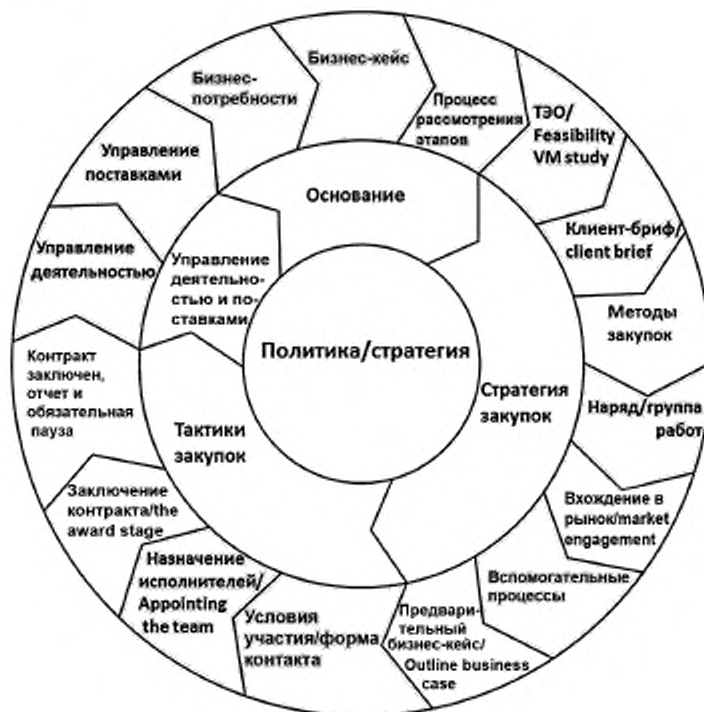 Бизнес-кейс
Бизнес-
потребности
Процесс
рассмотрения
этапов
ТЭО/
Feasibility
VM study
Управление
поставками
Основание
Клиент-бриф/
client brief
Управление
деятельностью
Управление
деятельно-
стью и по-
ставками
Методы
закупок
Политика/стратегия
Контракт
заключен,
отчет и
обязательная
пауза
Стратегия
закупок
Наряд/группа
работ
Тактики
закупок
Заключение
контракта/the
award stage
Вхождение в
рынок/market
engagement
Назначение
исполнителей/
Appointing
the team
Вспомогательные
процессы
Условия
участия/форма
контакта
Предвари-
тельный
бизнес-кейс/
Outline business
case